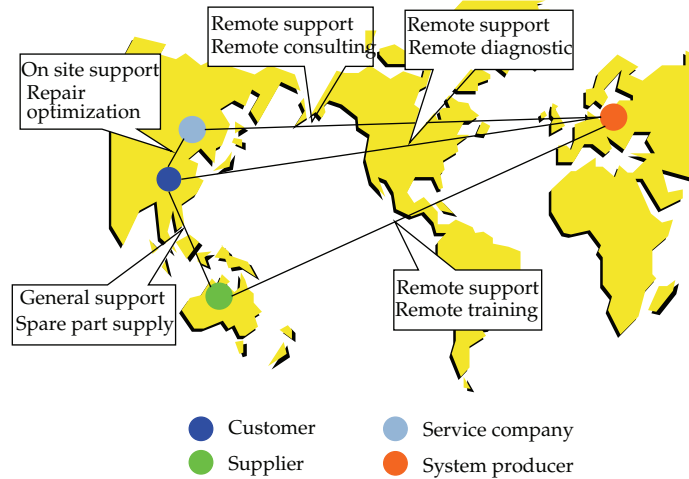 Remote support
Remote consulting
Remote support
Remote diagnostic
On site support
Repair
optimization
General support
Spare part supply
Remote support
Remote training
Customer
Service company
Supplier
System producer